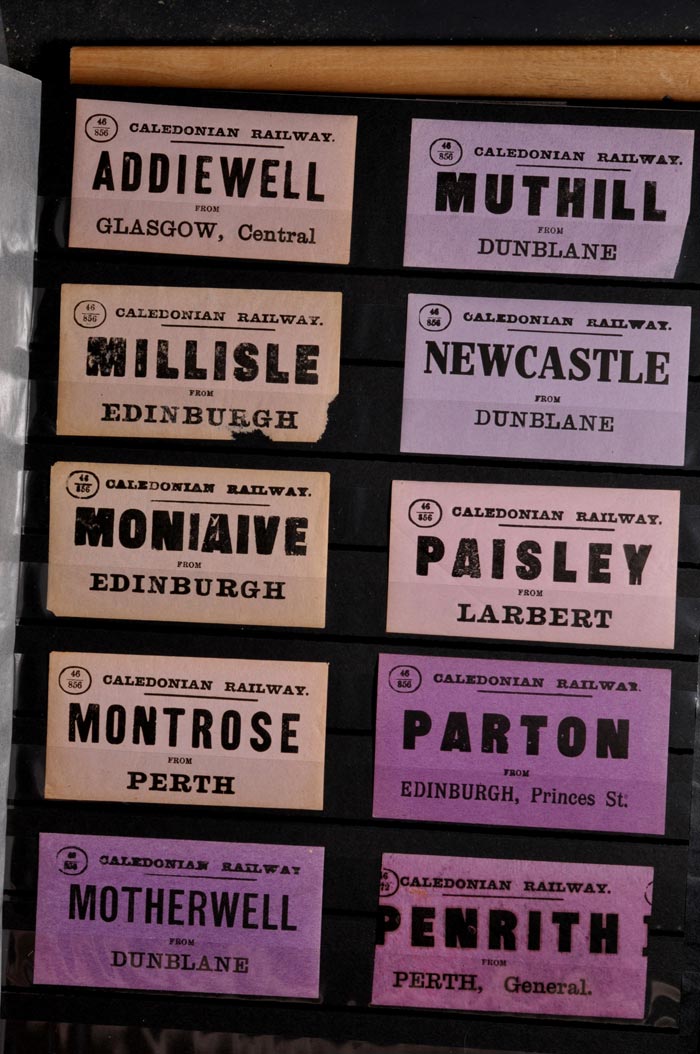 46
856
CALEDONIAN RAILWAY.
ADDIEWELL
FROM
GLASGOW, Central
46
856
CALEDONIAN RAILWAY.
MILLISLE
FROM
EDINBURGH
46
856
CALEDONIAN RAILWAY.
MONIAIVE
FROM
EDINBURGH
46
856
CALEDONIAN RAILWAY.
MONTROSE
FROM
PERTH
46
856
CALEDONIAN RAILWAY
MOTHERWELL
FROM
DUNBLANE
46
856
CALEDONIAN RAILWAY.
MUTHILL
FROM
DUNBLANE
46
856
CALEDONIAN RAILWAY.
NEWCASTLE
FROM
DUNBLANE
46
856
CALEDONIAN RAILWAY.
PAISLEY
FROM
LARBERT
46
856
CALEDONIAN RAILWAY.
PARTON
FROM
EDINBURGH, Princes St.
CALEDONIAN RAILWAY.
PENRITH
FROM
PERTH, General.